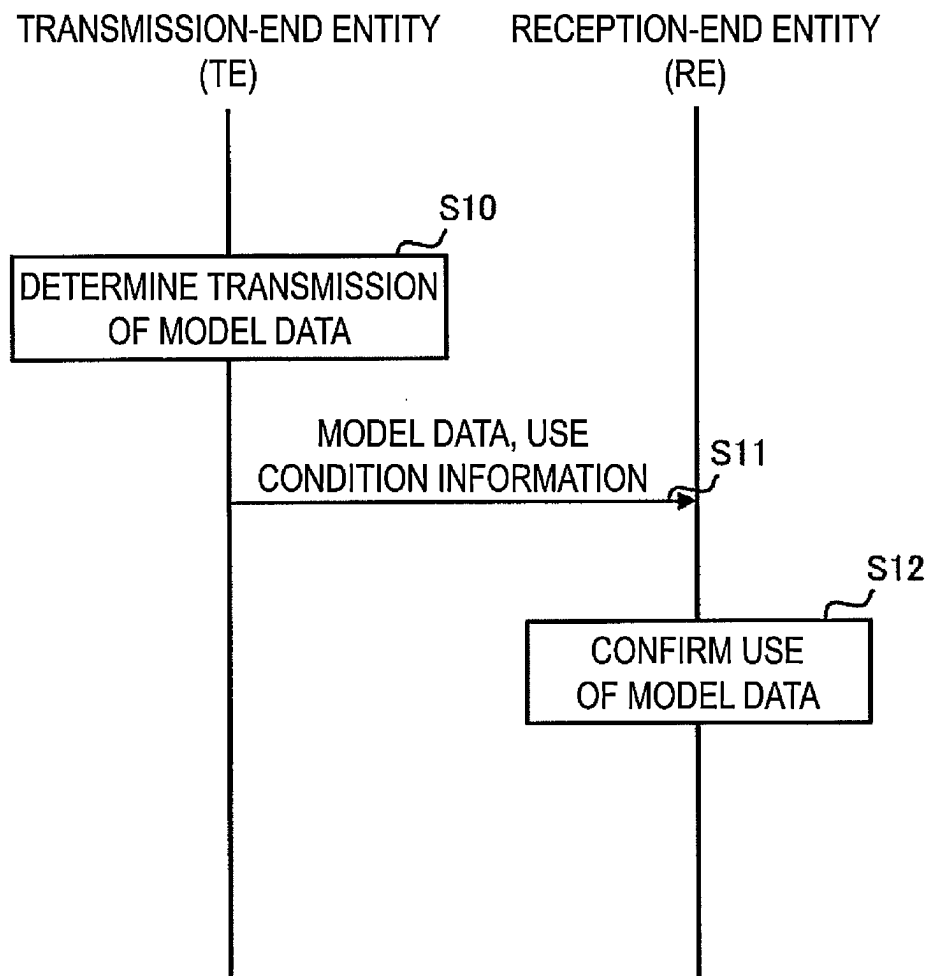 TRANSMISSION-END ENTITY
(TE)
RECEPTION-END ENTITY
(RE)
S10
DETERMINE TRANSMISSION
OF MODEL DATA
MODEL DATA, USE
CONDITION INFORMATION
S11
S12
CONFIRM USE
OF MODEL DATA